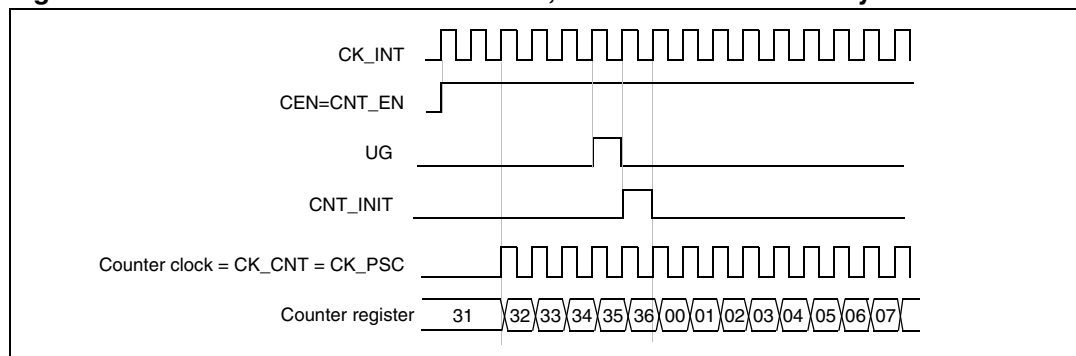 CK_INT
CEN=CNT_EN
UG
CNT_INIT
Counter clock = CK_CNT = CK_PSC
Counter register 31 32 33 34 35 36 00 01 02 03 04 05 06 07